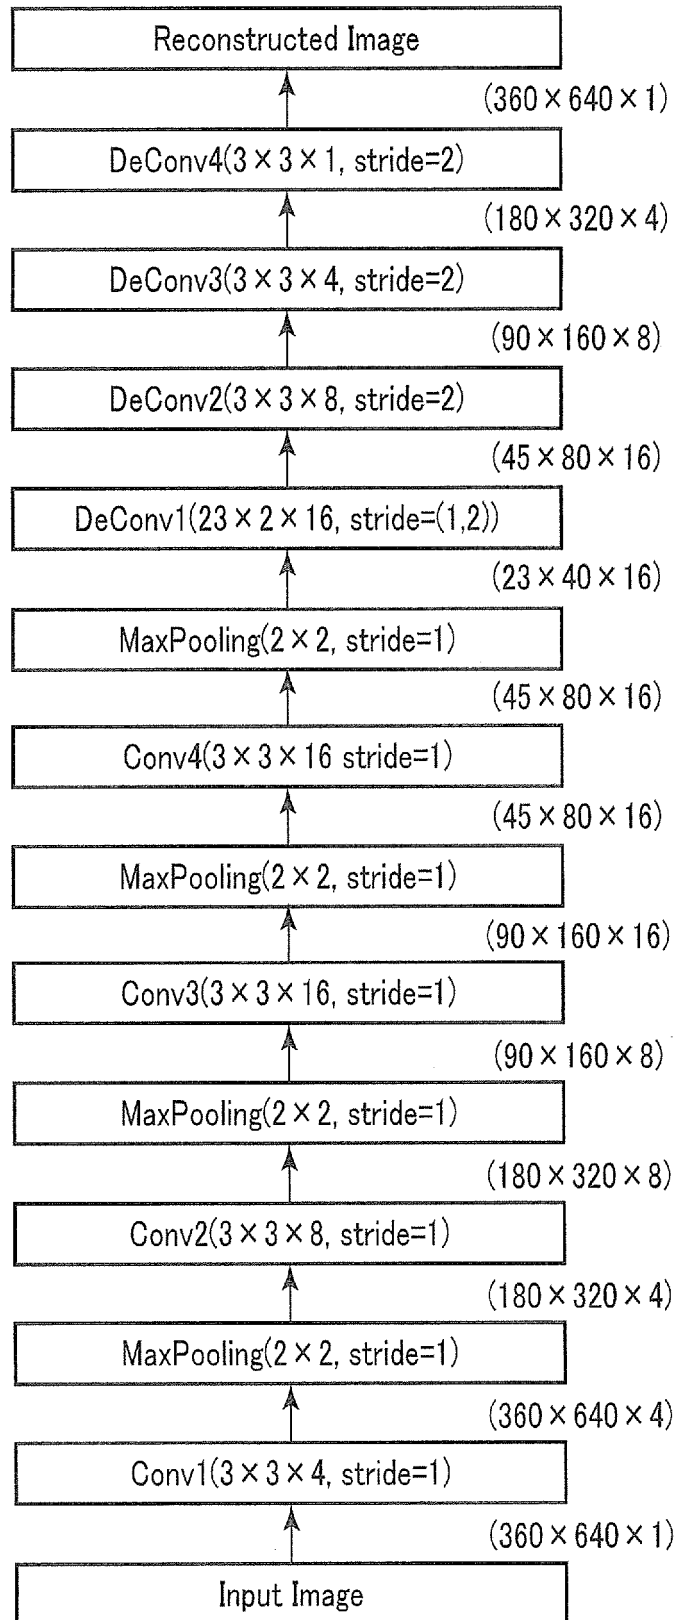 Reconstructed Image
(360×640×1)
DeConv4(3×3×1, stride=2)
(180×320×4)
DeConv3(3×3×4, stride=2)
(90×160×8)
DeConv2(3×3×8, stride=2)
(45×80×16)
DeConv1(23×2×16, stride=(1,2))
(23×40×16)
MaxPooling(2×2, stride=1)
(45×80×16)
Conv4(3×3×16 stride=1)
(45×80×16)
MaxPooling(2×2, stride=1)
(90×160×16)
Conv3(3×3×16, stride=1)
(90×160×8)
MaxPooling(2×2, stride=1)
(180×320×8)
Conv2(3×3×8, stride=1)
(180×320×4)
MaxPooling(2×2, stride=1)
(360×640×4)
Conv1(3×3×4, stride=1)
(360×640×1)
Input Image